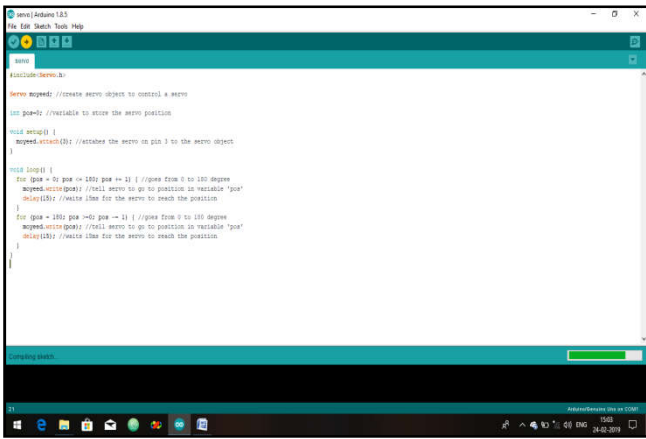 servo | Arduino 1.8.5
File Edit Sketch Tools Help
servo
#include<Servo.h>
Servo moyeed; //create servo object to control a servo
int pos=0; //variable to store the servo position
void setup() {
moyeed.attach(3); //attahes the servo on pin 3 to the servo object
}
void loop() {
for (pos = 0; pos <= 180; pos += 1) { //goes from 0 to 180 degree
moyeed.write(pos); //tell servo to go to position in variable 'pos'
delay(15); //waits 15ms for the servo to reach the position
}
for (pos = 180; pos >=0; pos -= 1) { //goes from 0 to 180 degree
moyeed.write(pos); //tell servo to go to position in variable 'pos'
delay(15); //waits 15ms for the servo to reach the position
}
}
Compiling sketch...
21
Arduino/Genuino Uno on COM1
ENG
15:03
24-02-2019